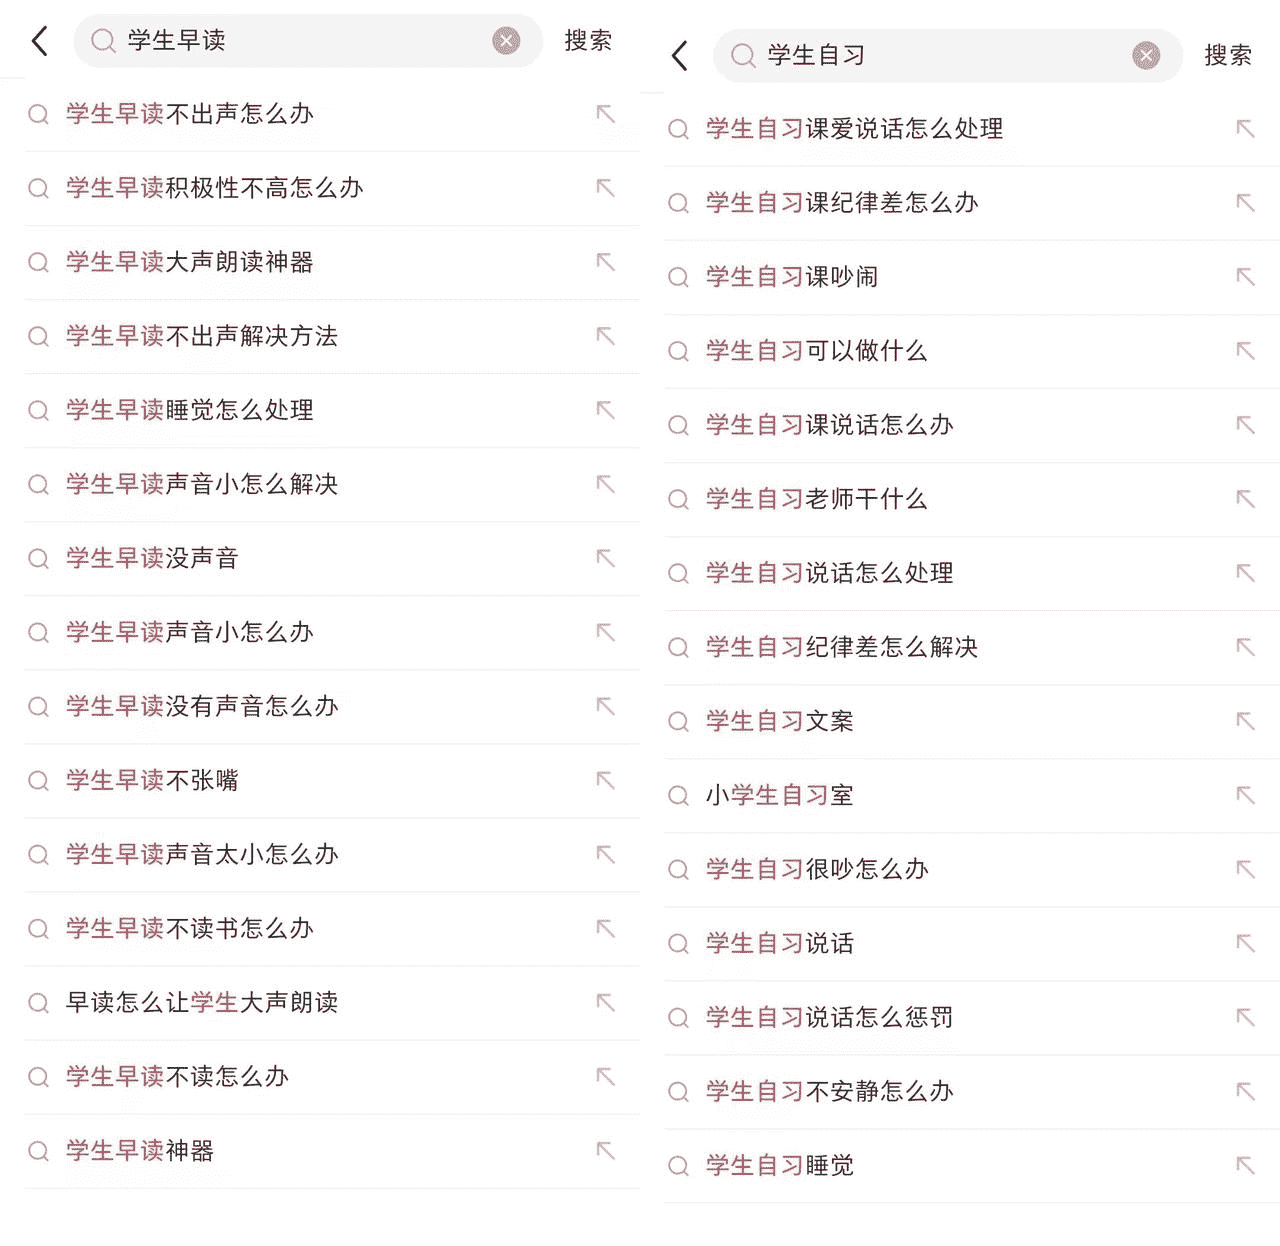 学生早读
搜索
学生早读不出声怎么办
学生早读积极性不高怎么办
学生早读大声朗读神器
学生早读不出声解决方法
学生早读睡觉怎么处理
学生早读声音小怎么解决
学生早读没声音
学生早读声音小怎么办
学生早读没有声音怎么办
学生早读不张嘴
学生早读声音太小怎么办
学生早读不读书怎么办
早读怎么让学生大声朗读
学生早读不读怎么办
学生早读神器
学生自习
搜索
学生自习课爱说话怎么处理
学生自习课纪律差怎么办
学生自习课吵闹
学生自习可以做什么
学生自习课说话怎么办
学生自习老师干什么
学生自习说话怎么处理
学生自习纪律差怎么解决
学生自习文案
小学生自习室
学生自习很吵怎么办
学生自习说话
学生自习说话怎么惩罚
学生自习不安静怎么办
学生自习睡觉